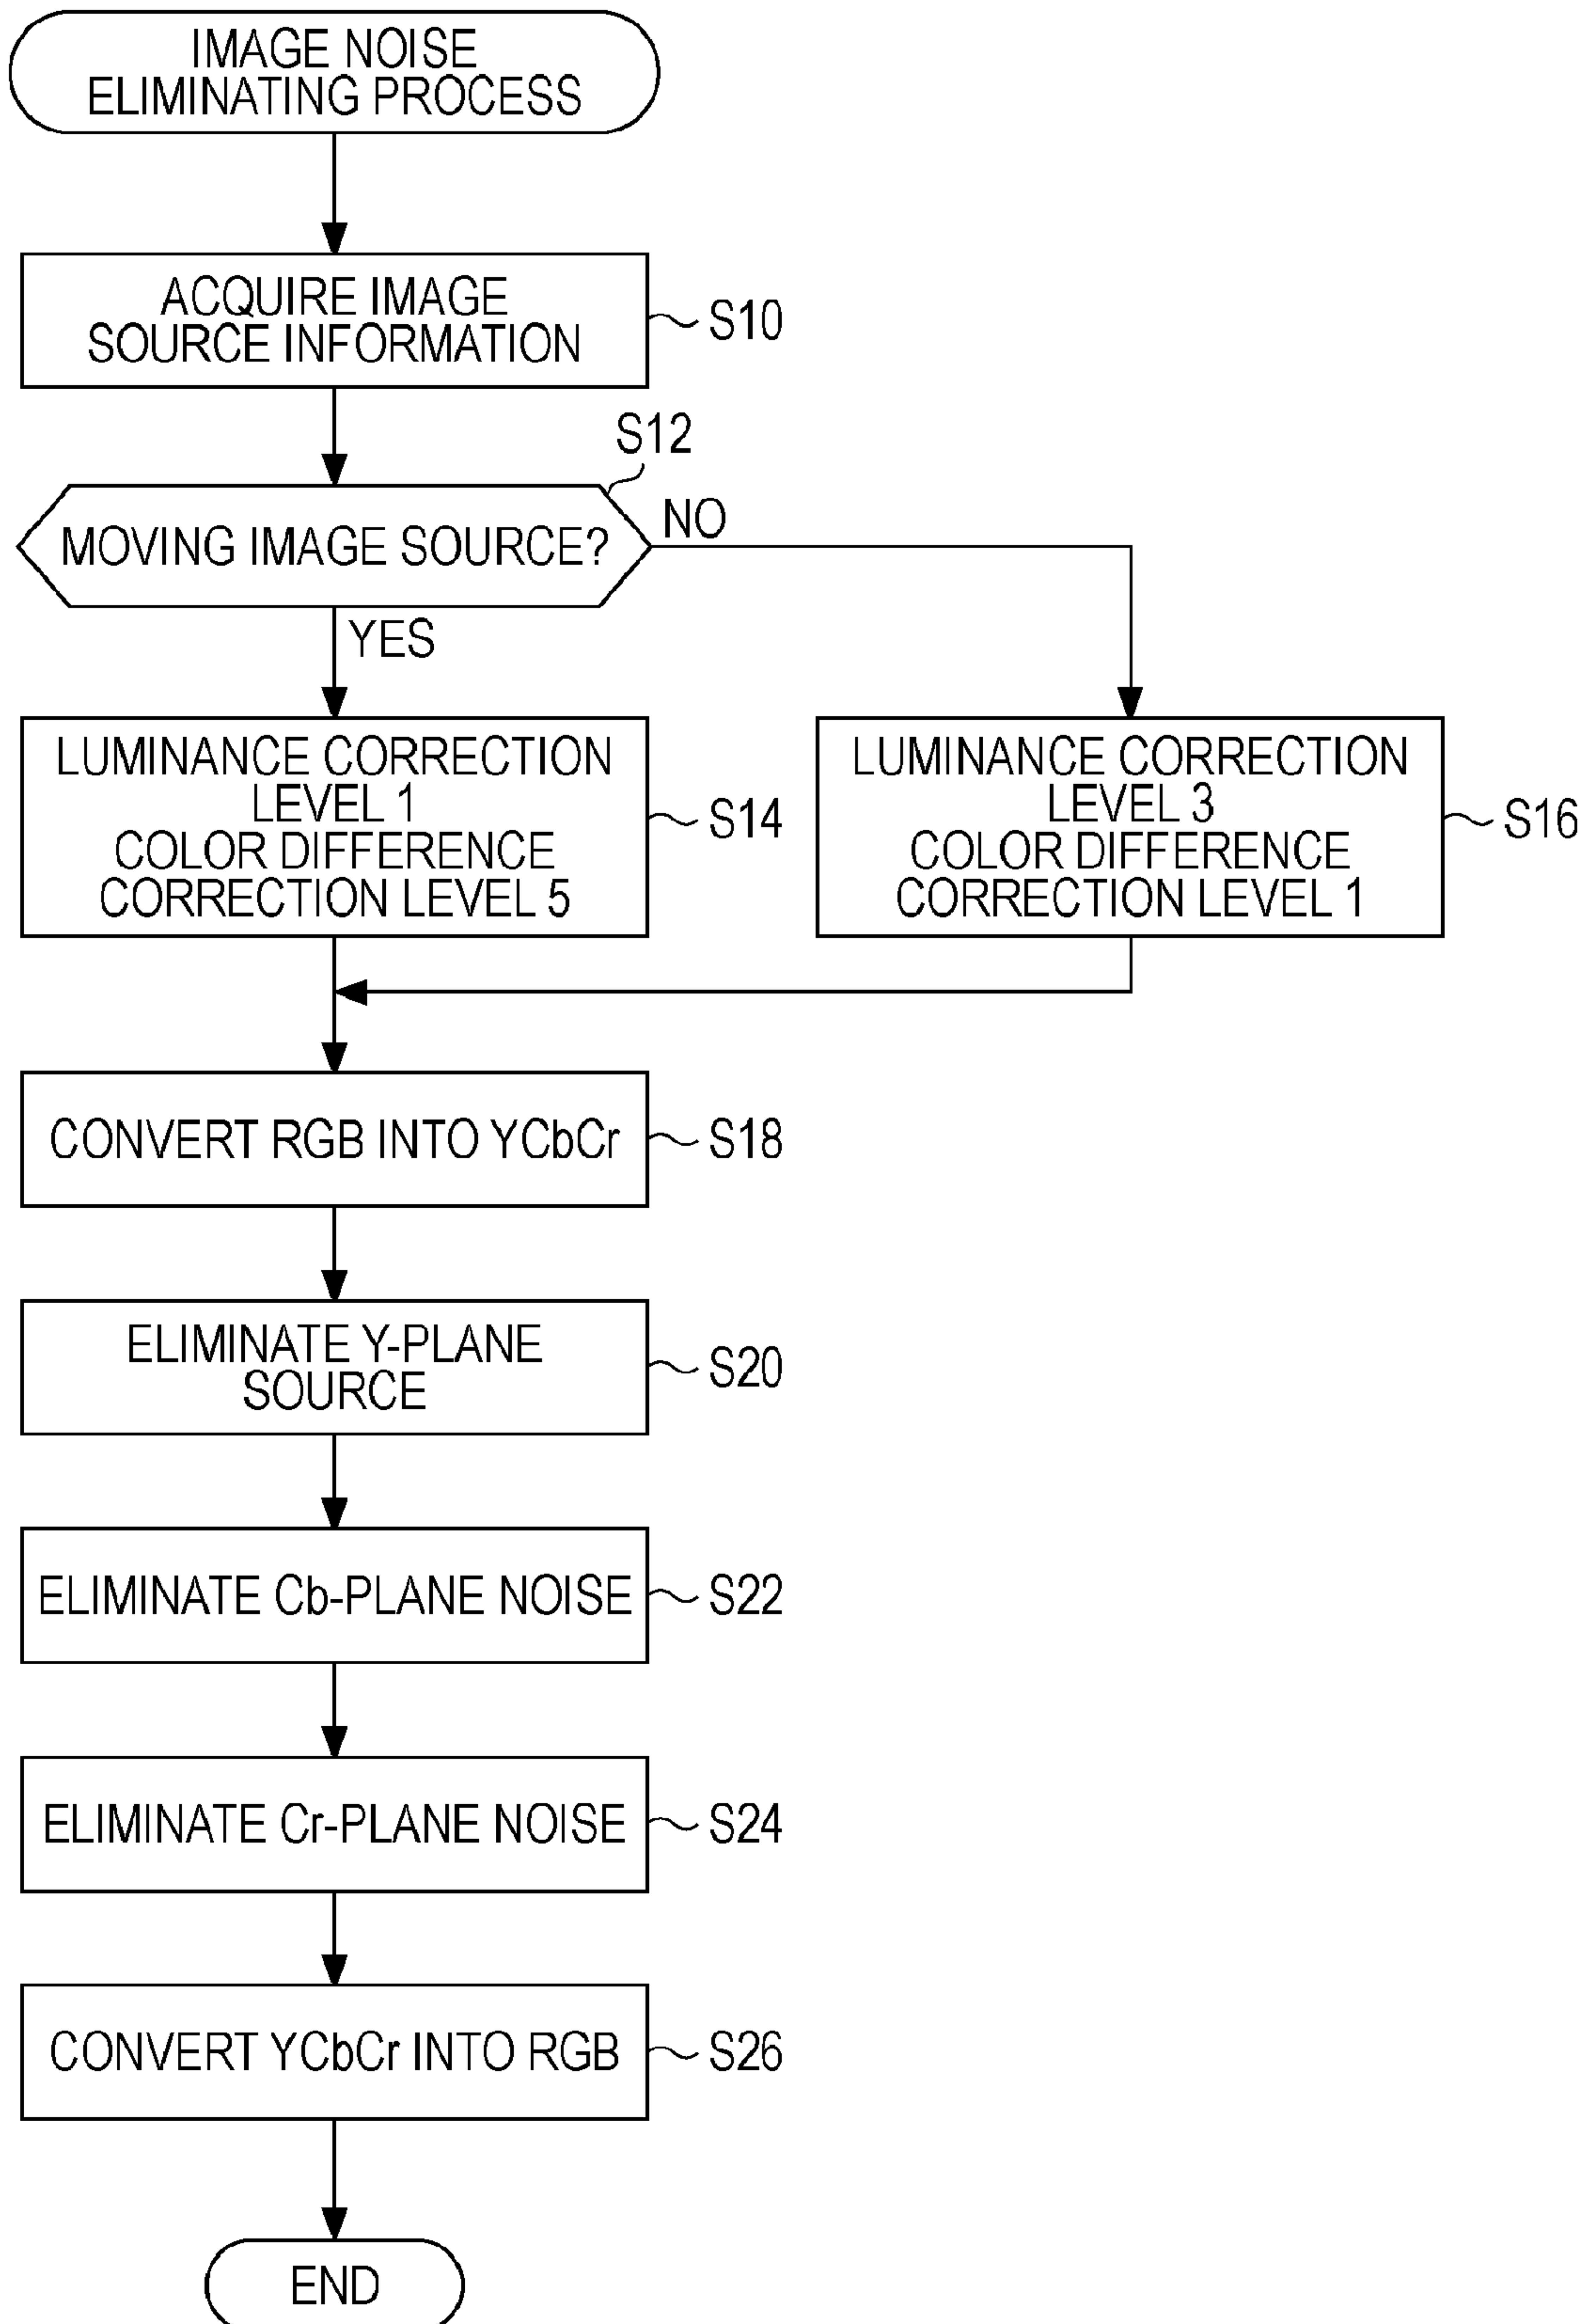 IMAGE NOISE
ELIMINATING PROCESS
ACQUIRE IMAGE
SOURCE INFORMATION
S10
S12
MOVING IMAGE SOURCE?
NO
YES
LUMINANCE CORRECTION
LEVEL 1
COLOR DIFFERENCE
CORRECTION LEVEL 5
S14
LUMINANCE CORRECTION
LEVEL 3
COLOR DIFFERENCE
CORRECTION LEVEL 1
S16
CONVERT RGB INTO YCbCr
S18
ELIMINATE Y-PLANE
SOURCE
S20
ELIMINATE Cb-PLANE NOISE
S22
ELIMINATE Cr-PLANE NOISE
S24
CONVERT YCbCr INTO RGB
S26
END